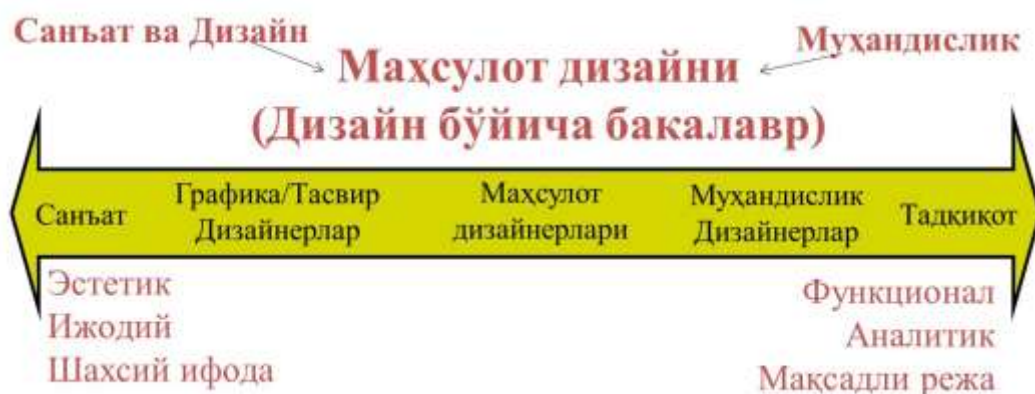 Санъат ва Дизайн
Муҳандислик
Маҳсулот дизайни
(Дизайн бўйича бакалавр)
Санъат
Графика/Тасвир
Дизайнерлар
Маҳсулот
дизайнерлари
Муҳандислик
Дизайнерлар
Тадқиқот
Эстетик
Ижодий
Шахсий ифода
Функционал
Аналитик
Мақсадли режа